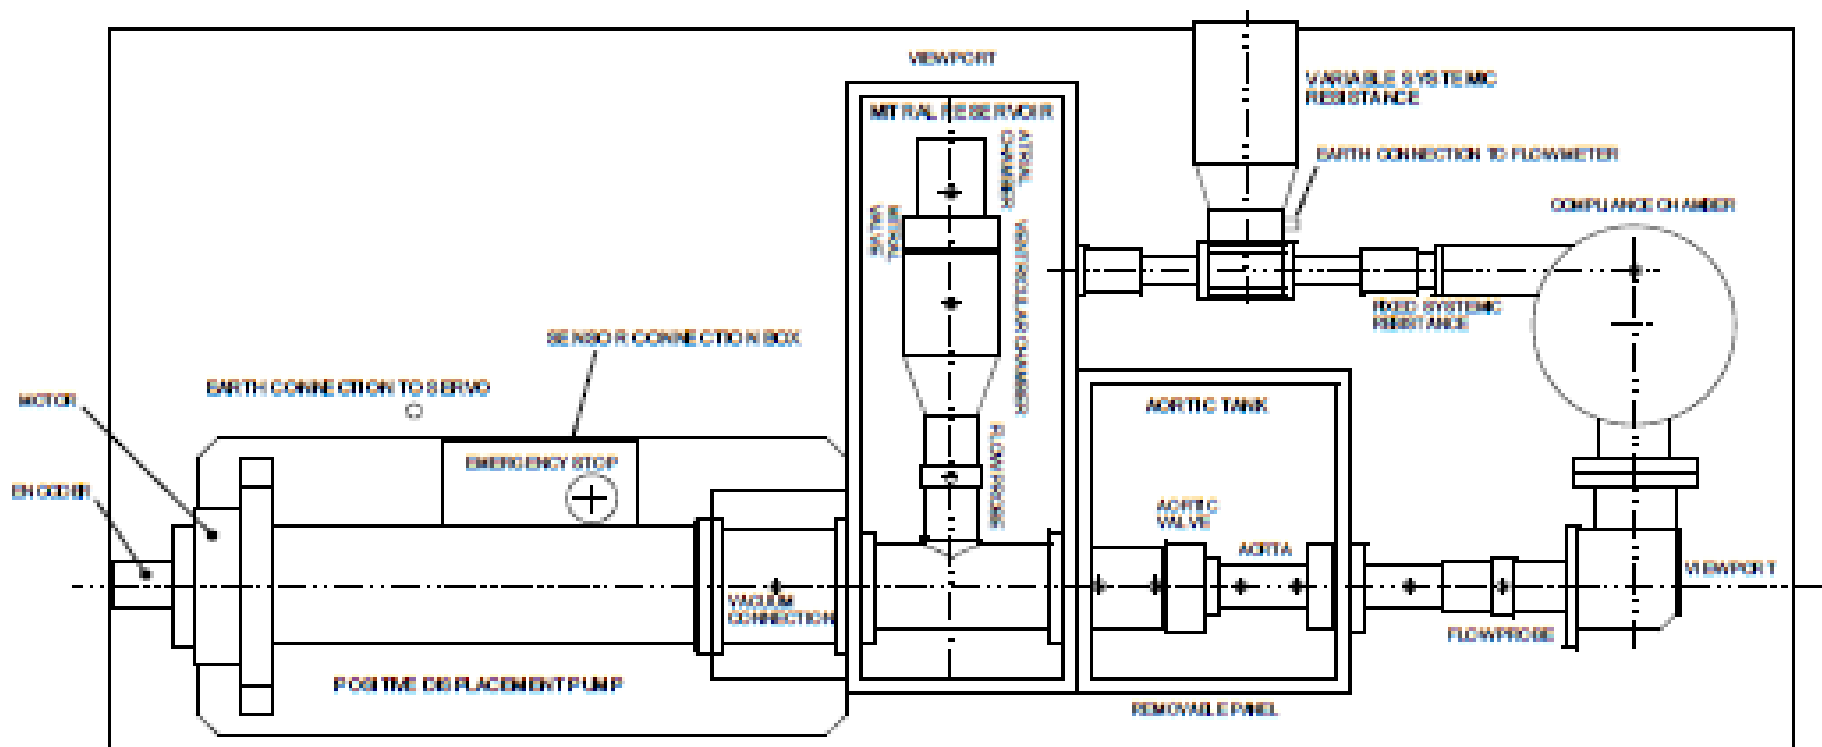 VIEWPORT
VARIABLE SYSTEMIC
RESISTANCE
MITRAL RESERVOIR
ATRIAL
CHAMBER
EARTH CONNECTION TO FLOWMETER
COMPLIANCE CHAMBER
MITRAL
VALVE
VENTRICULAR CHAMBER
FIXED SYSTEMIC
RESISTANCE
SENSOR CONNECTION BOX
EARTH CONNECTION TO SERVO
MOTOR
AORTIC TANK
EMERGENCY STOP
FLOWPROBE
ENCODER
AORTIC
VALVE
AORTA
VIEWPORT
VACUUM
CONNECTION
FLOWPROBE
POSITIVE DISPLACEMENT PUMP
REMOVABLE PANEL